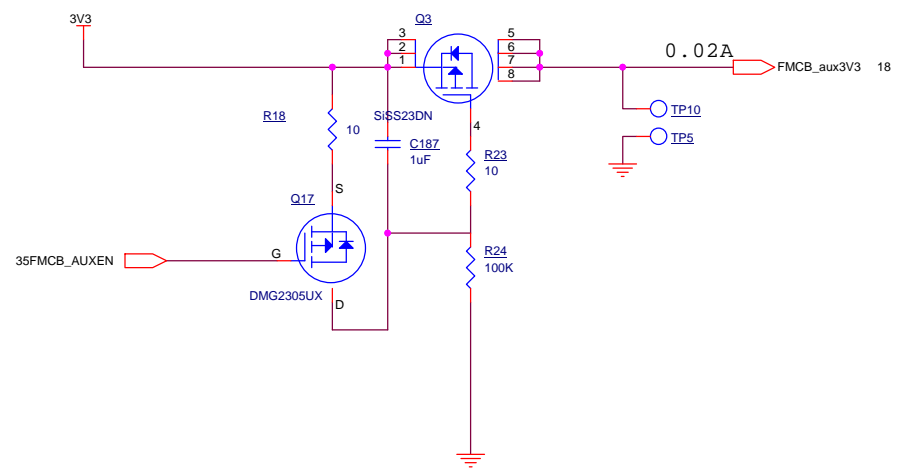 3V3
Q3
3
2
1
5
6
7
8
0.02A
FMCB_aux3V3 18
TP10
TP5
R18
10
SiSS23DN
4
C187
1uF
R23
10
S
Q17
G
35FMCB_AUXEN
R24
100K
DMG2305UX
D